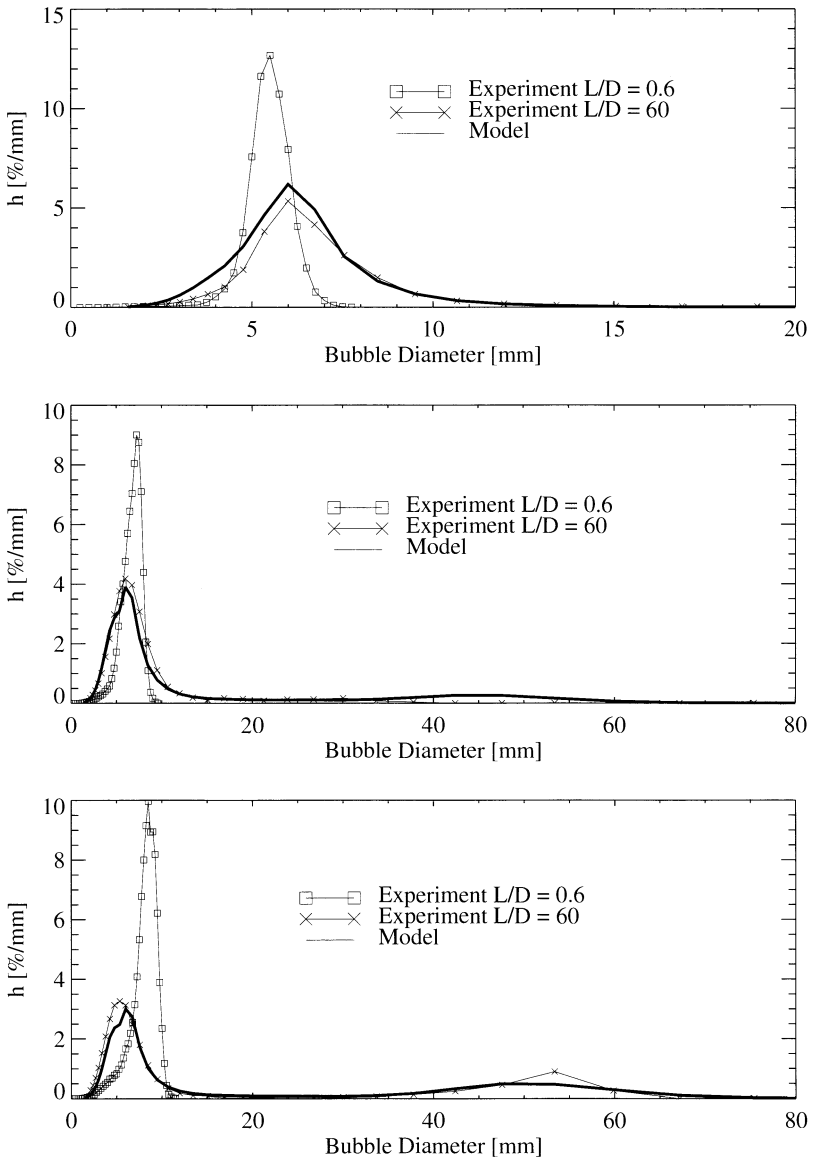 15
10
5
0
h [%/mm]
Experiment L/D = 0.6
Experiment L/D = 60
Model
0 5 10 15 20
Bubble Diameter [mm]
10
8
6
4
2
0
h [%/mm]
Experiment L/D = 0.6
Experiment L/D = 60
Model
0 20 40 60 80
Bubble Diameter [mm]
10
8
6
4
2
0
h [%/mm]
Experiment L/D = 0.6
Experiment L/D = 60
Model
0 20 40 60 80
Bubble Diameter [mm]